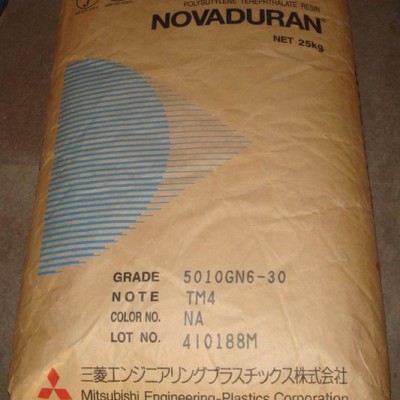 POLYBUTYLENE TEREPHTHALATE RESIN
NOVADURAN®
NET 25kg
GRADE 5010GN6-30
NOTE TM4
COLOR NO. NA
LOT NO. 410188M
三菱エンジニアリングプラスチックス株式会社
Mitsubishi Engineering-Plastics Corporation